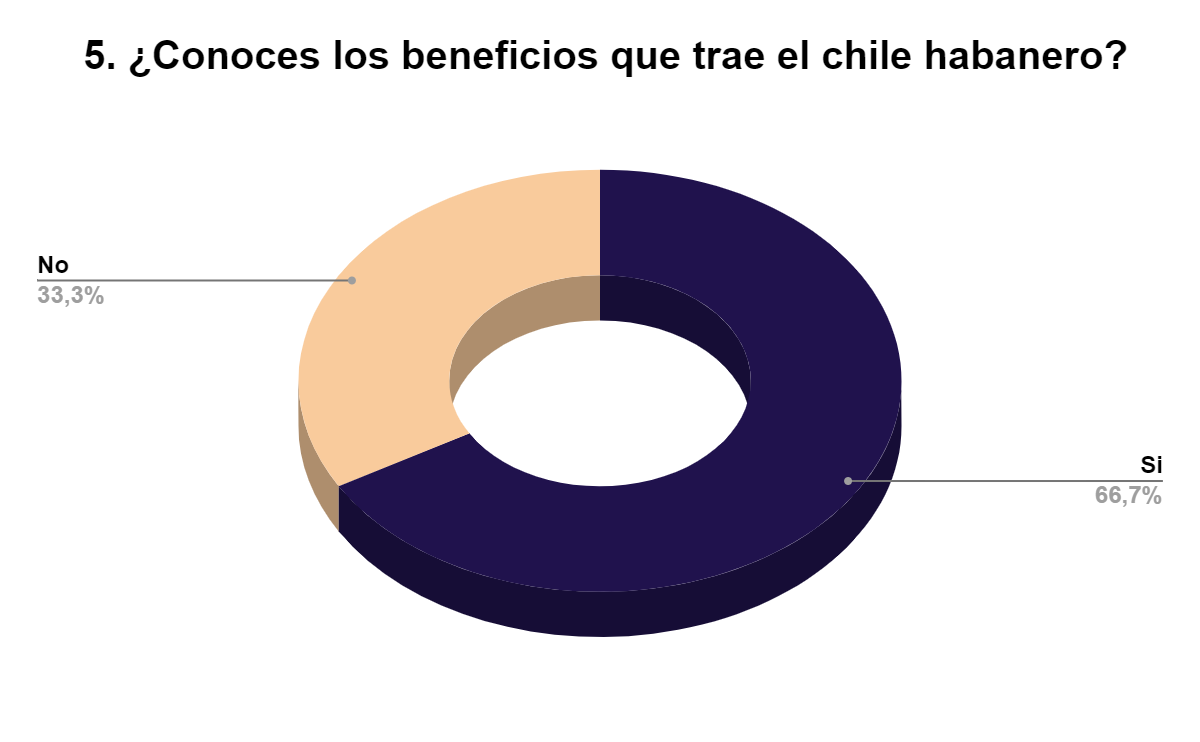 5. ¿Conoces los beneficios que trae el chile habanero?
No
33,3%
Si
66,7%